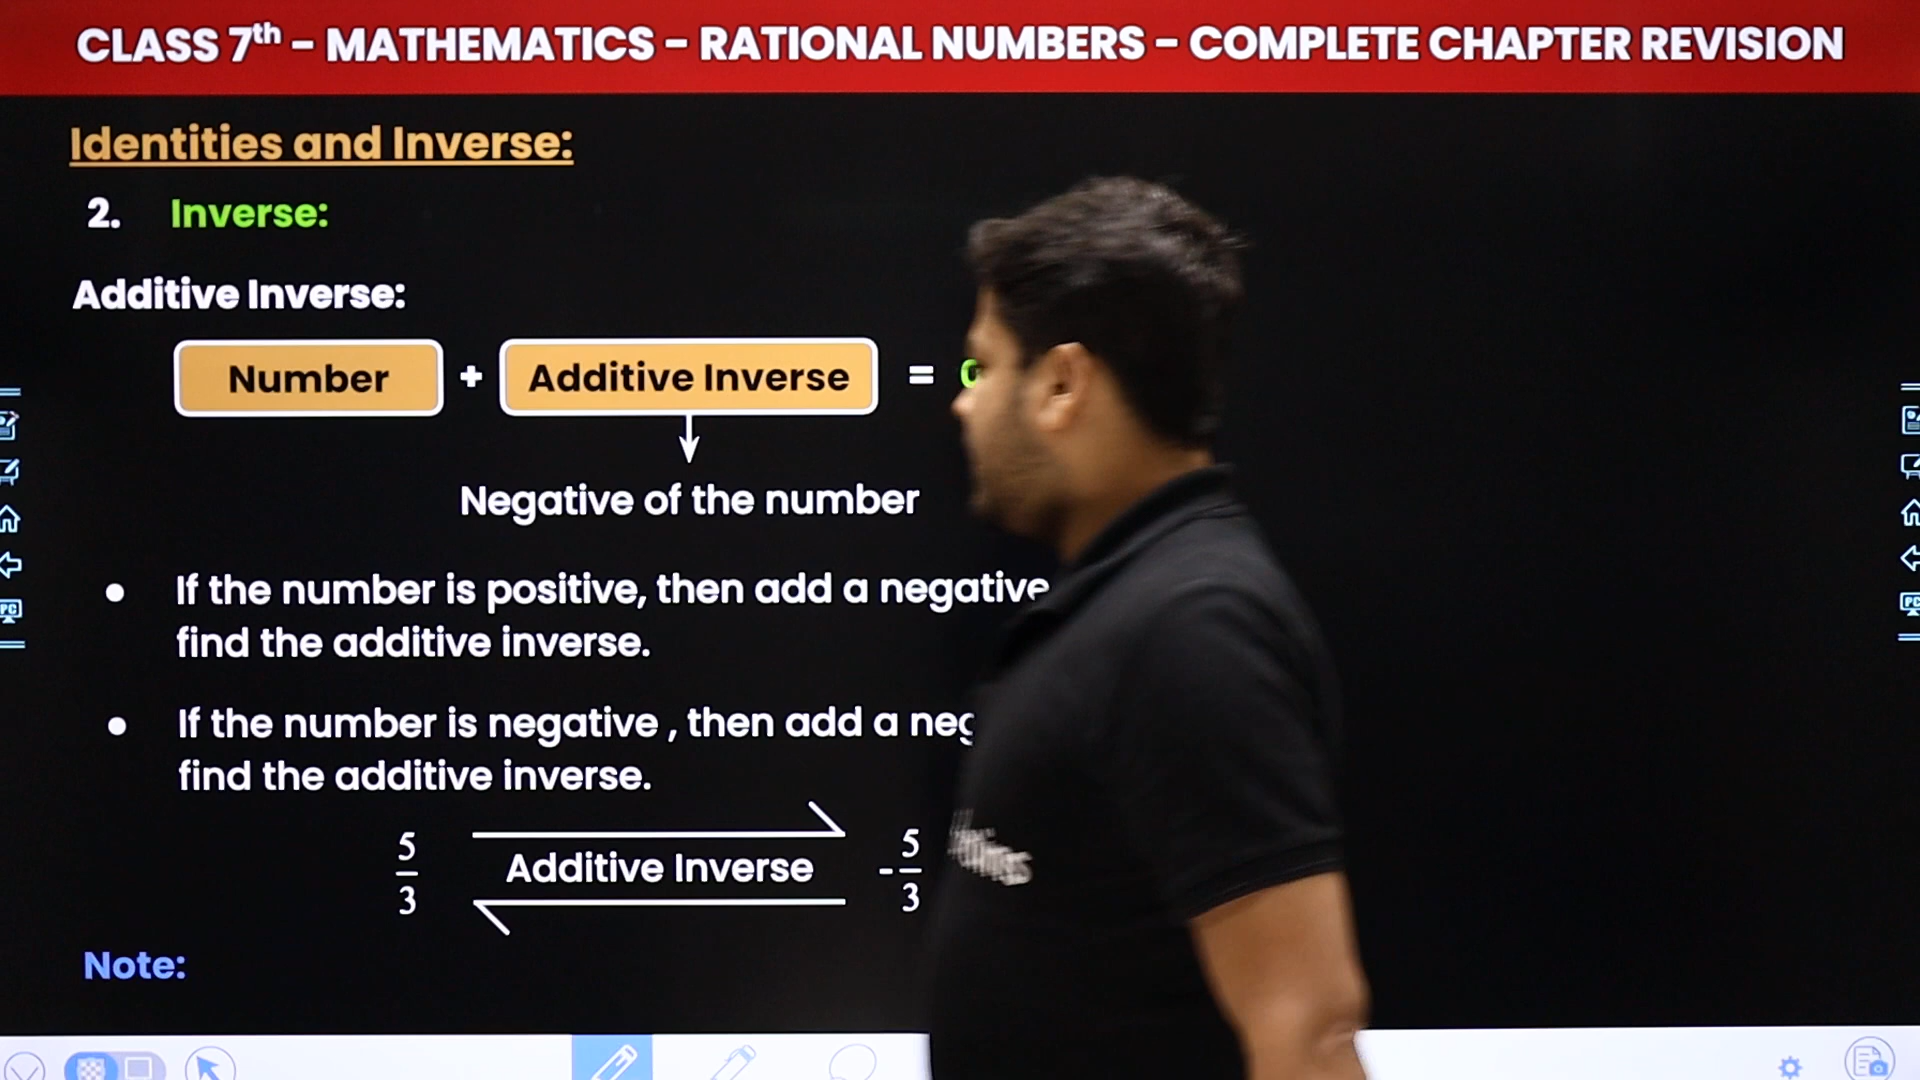 CLASS 7th - MATHEMATICS - RATIONAL NUMBERS - COMPLETE CHAPTER REVISION
Identities and Inverse:
2. Inverse:
Additive Inverse:
Number + Additive Inverse =
Negative of the number
• If the number is positive, then add a negative
find the additive inverse.
• If the number is negative , then add a
find the additive inverse.
5/3 Additive Inverse -5/3
Note:
PC
PC